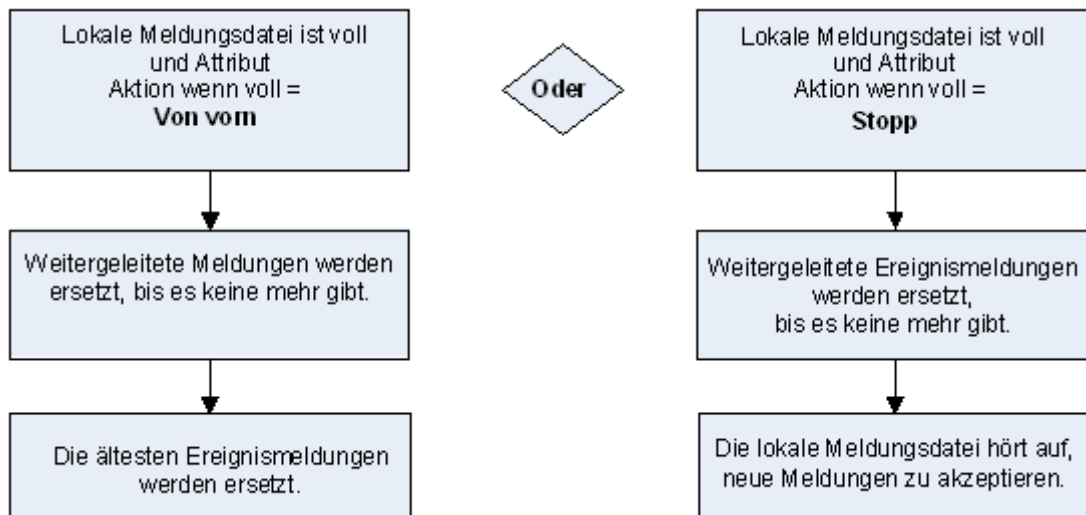 Lokale Meldungsdatei ist voll
und Attribut
Aktion wenn voll =
Von vorn
Weitergeleitete Meldungen werden
ersetzt, bis es keine mehr gibt.
Die ältesten Ereignismeldungen
werden ersetzt.
Oder
Lokale Meldungsdatei ist voll
und Attribut
Aktion wenn voll =
Stopp
Weitergeleitete Ereignismeldungen
werden ersetzt,
bis es keine mehr gibt.
Die lokale Meldungsdatei hört auf,
neue Meldungen zu akzeptieren.